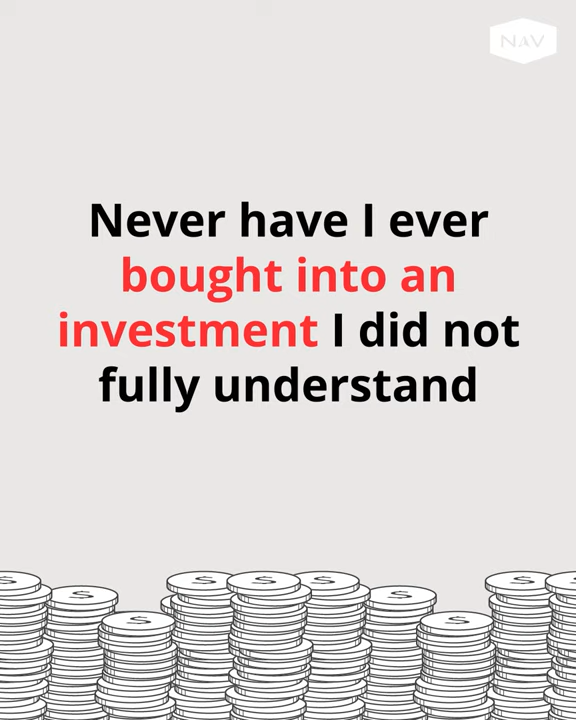 NAV
Never have I ever
bought into an
investment I did not
fully understand